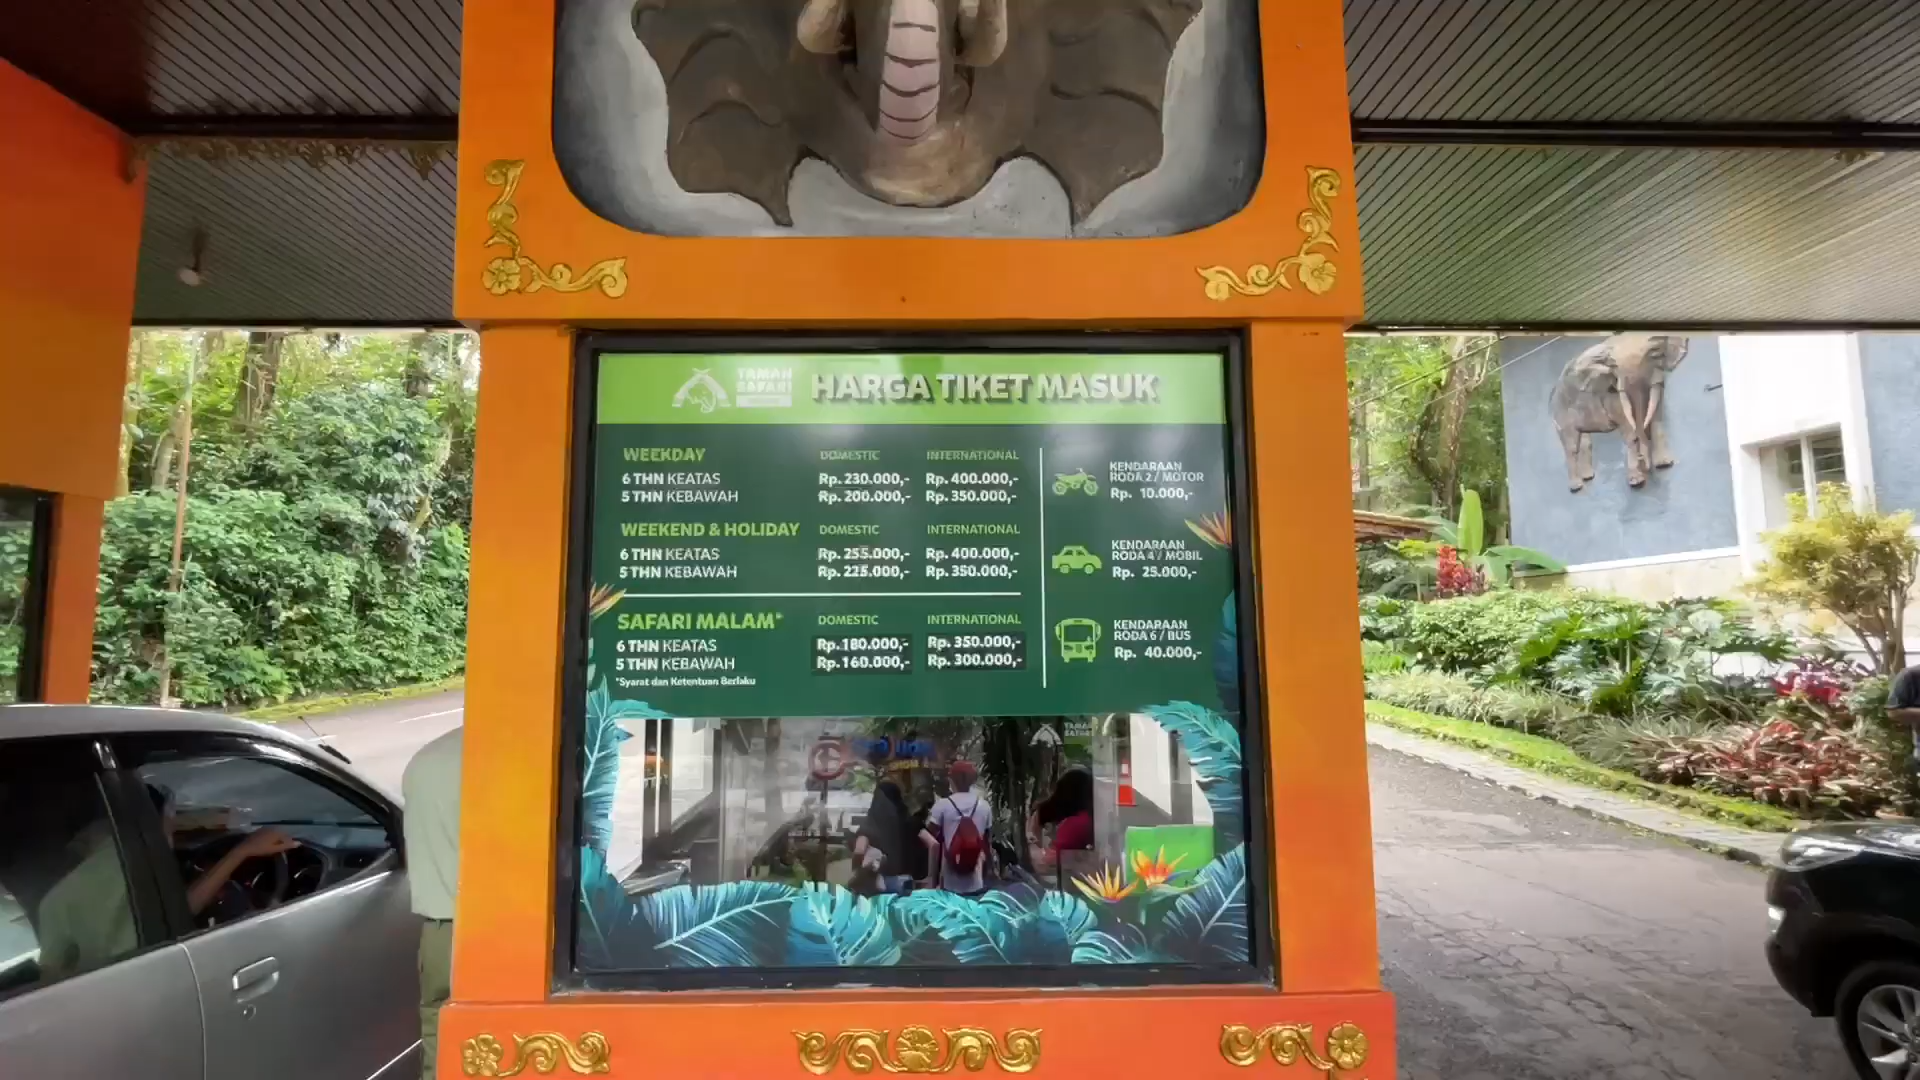 TAMAN
SAFARI
HARGA TIKET MASUK
WEEKDAY DOMESTIC INTERNATIONAL
6 THN KEATAS Rp. 230.000,- Rp. 400.000,-
5 THN KEBAWAH Rp. 200.000,- Rp. 350.000,-
WEEKEND & HOLIDAY DOMESTIC INTERNATIONAL
6 THN KEATAS Rp. 255.000,- Rp. 400.000,-
5 THN KEBAWAH Rp. 225.000,- Rp. 350.000,-
SAFARI MALAM* DOMESTIC INTERNATIONAL
6 THN KEATAS Rp.180.000,- Rp. 350.000,-
5 THN KEBAWAH Rp.160.000,- Rp. 300.000,-
*Syarat dan Ketentuan Berlaku
KENDARAAN
RODA 2 / MOTOR
Rp. 10.000,-
KENDARAAN
RODA 4 / MOBIL
Rp. 25.000,-
KENDARAAN
RODA 6 / BUS
Rp. 40.000,-
TAMAN
SAFARI